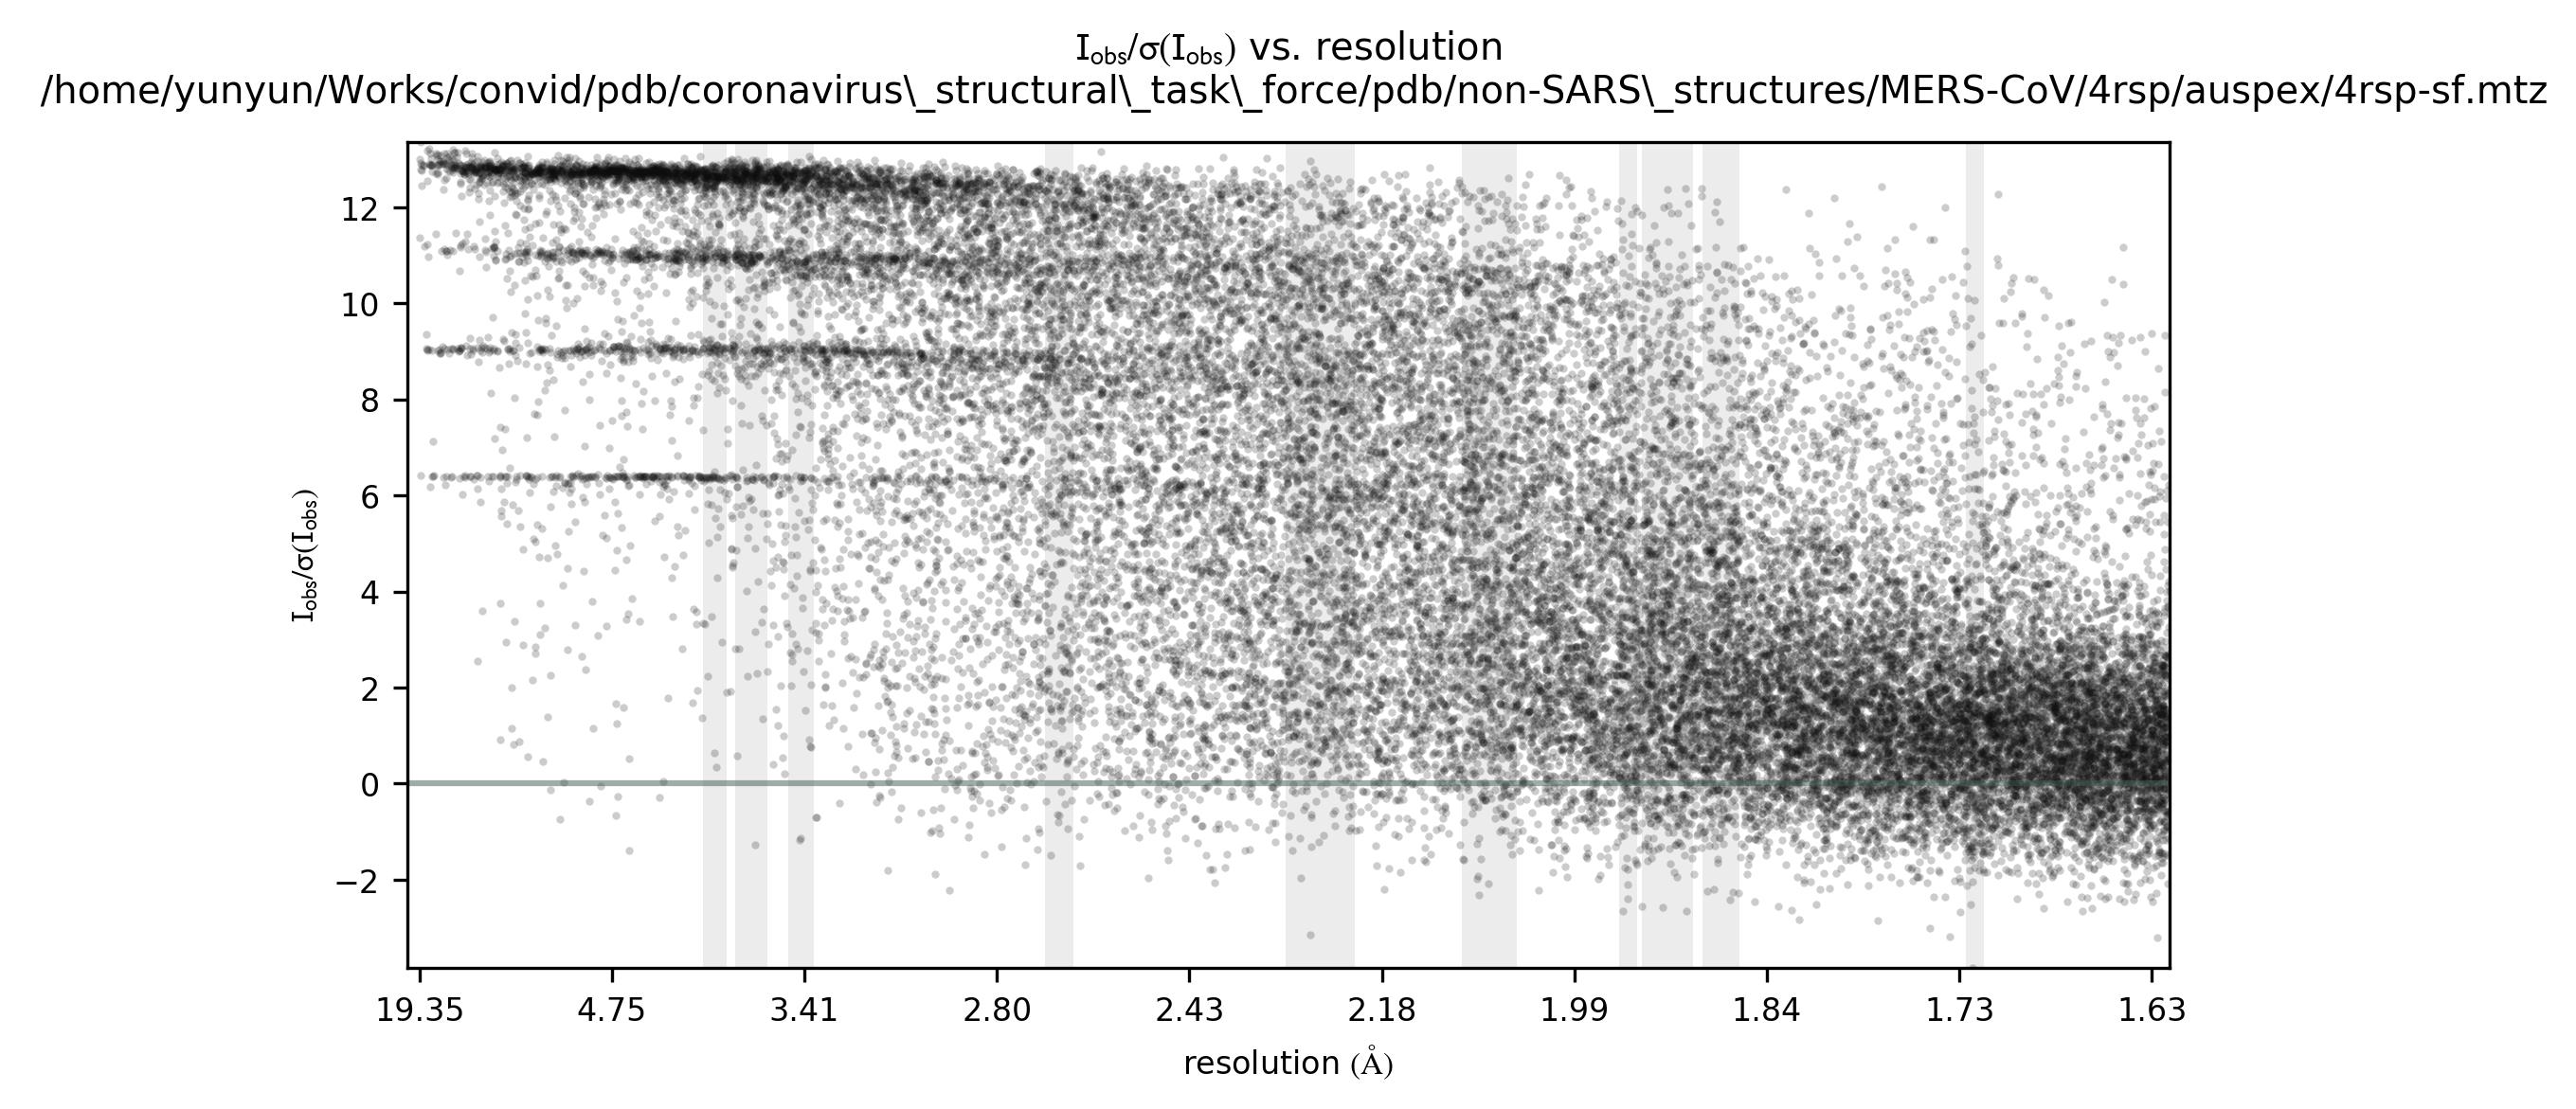 Iobs/σ(Iobs) vs. resolution
/home/yunyun/Works/convid/pdb/coronavirus\_structural\_task\_force/pdb/non-SARS\_structures/MERS-CoV/4rsp/auspex/4rsp-sf.mtz
12
10
8
6
4
2
0
−2
Iobs/σ(Iobs)
19.35 4.75 3.41 2.80 2.43 2.18 1.99 1.84 1.73 1.63
resolution (Å)